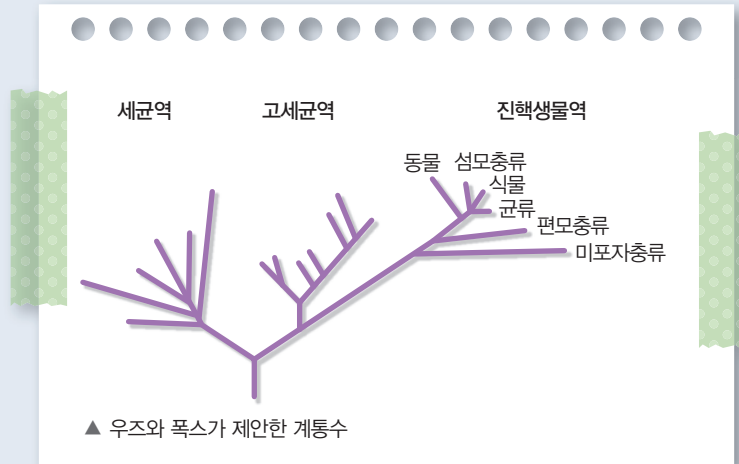 세균역 고세균역 진핵생물역
동물 섬모충류
식물
균류
편모충류
미포자충류
▲ 우즈와 폭스가 제안한 계통수